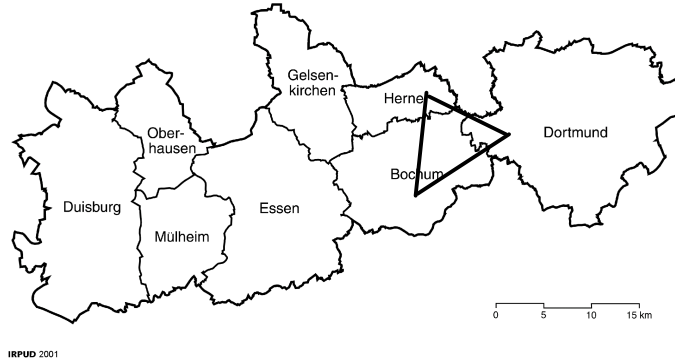 Gelsen-
kirchen
Herne
Ober-
hausen
Dortmund
Bochum
Duisburg
Essen
Mülheim
0 5 10 15 km
IRPUD 2001